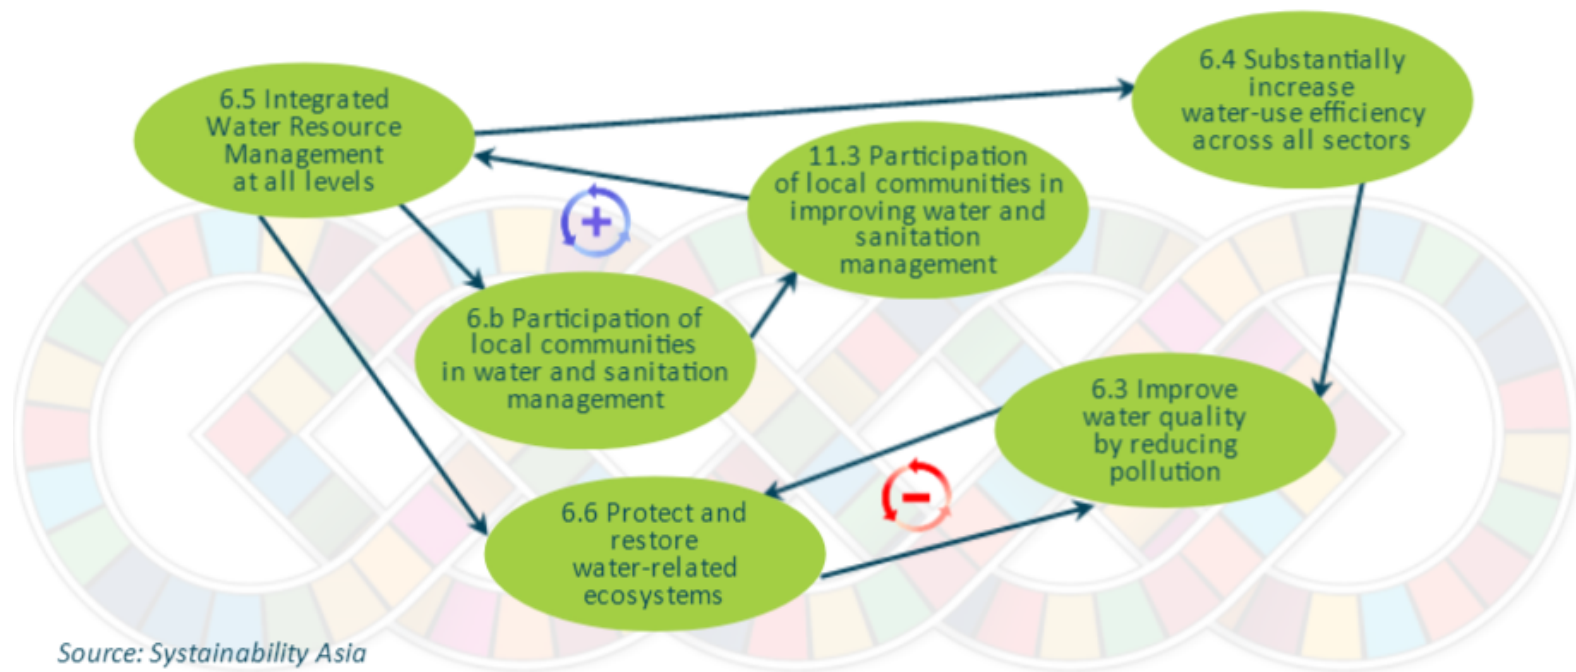 6.5 Integrated
Water Resource
Management
at all levels
6.4 Substantially
increase
water-use efficiency
across all sectors
11.3 Participation
of local communities in
improving water and
sanitation
management
6.b Participation of
local communities
in water and sanitation
management
6.3 Improve
water quality
by reducing
pollution
6.6 Protect and
restore
water-related
ecosystems
Source: Systainability Asia